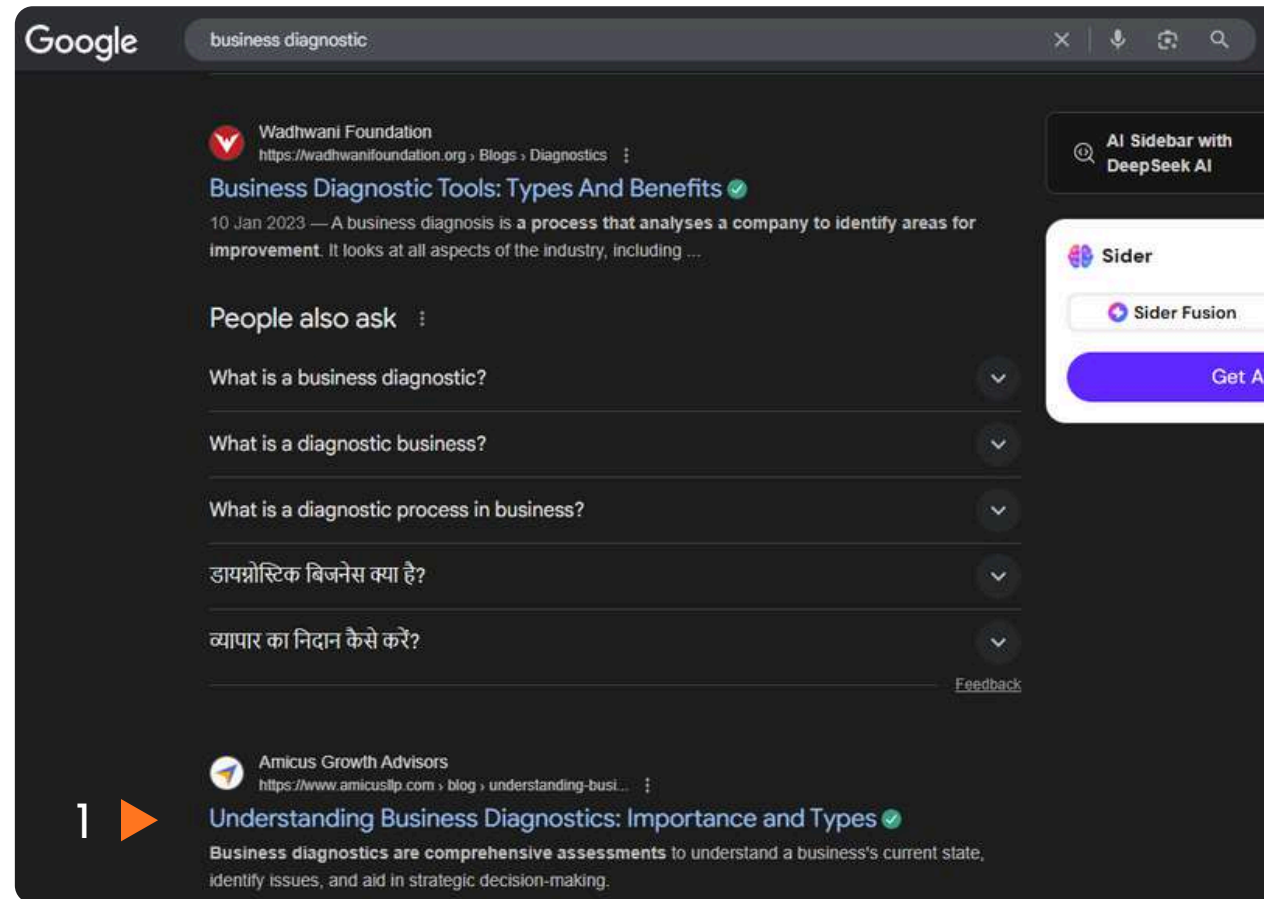 Google
business diagnostic
Wadhwani Foundation
https://wadhwanifoundation.org › Blogs › Diagnostics
Business Diagnostic Tools: Types And Benefits
10 Jan 2023 — A business diagnosis is a process that analyses a company to identify areas for
improvement. It looks at all aspects of the industry, including ...
People also ask
What is a business diagnostic?
What is a diagnostic business?
What is a diagnostic process in business?
डायग्नोस्टिक बिजनेस क्या है?
व्यापार का निदान कैसे करें?
Feedback
Amicus Growth Advisors
https://www.amicusllp.com › blog › understanding-busi...
1
Understanding Business Diagnostics: Importance and Types
Business diagnostics are comprehensive assessments to understand a business's current state,
identify issues, and aid in strategic decision-making.
AI Sidebar with
DeepSeek AI
Sider
Sider Fusion
Get A